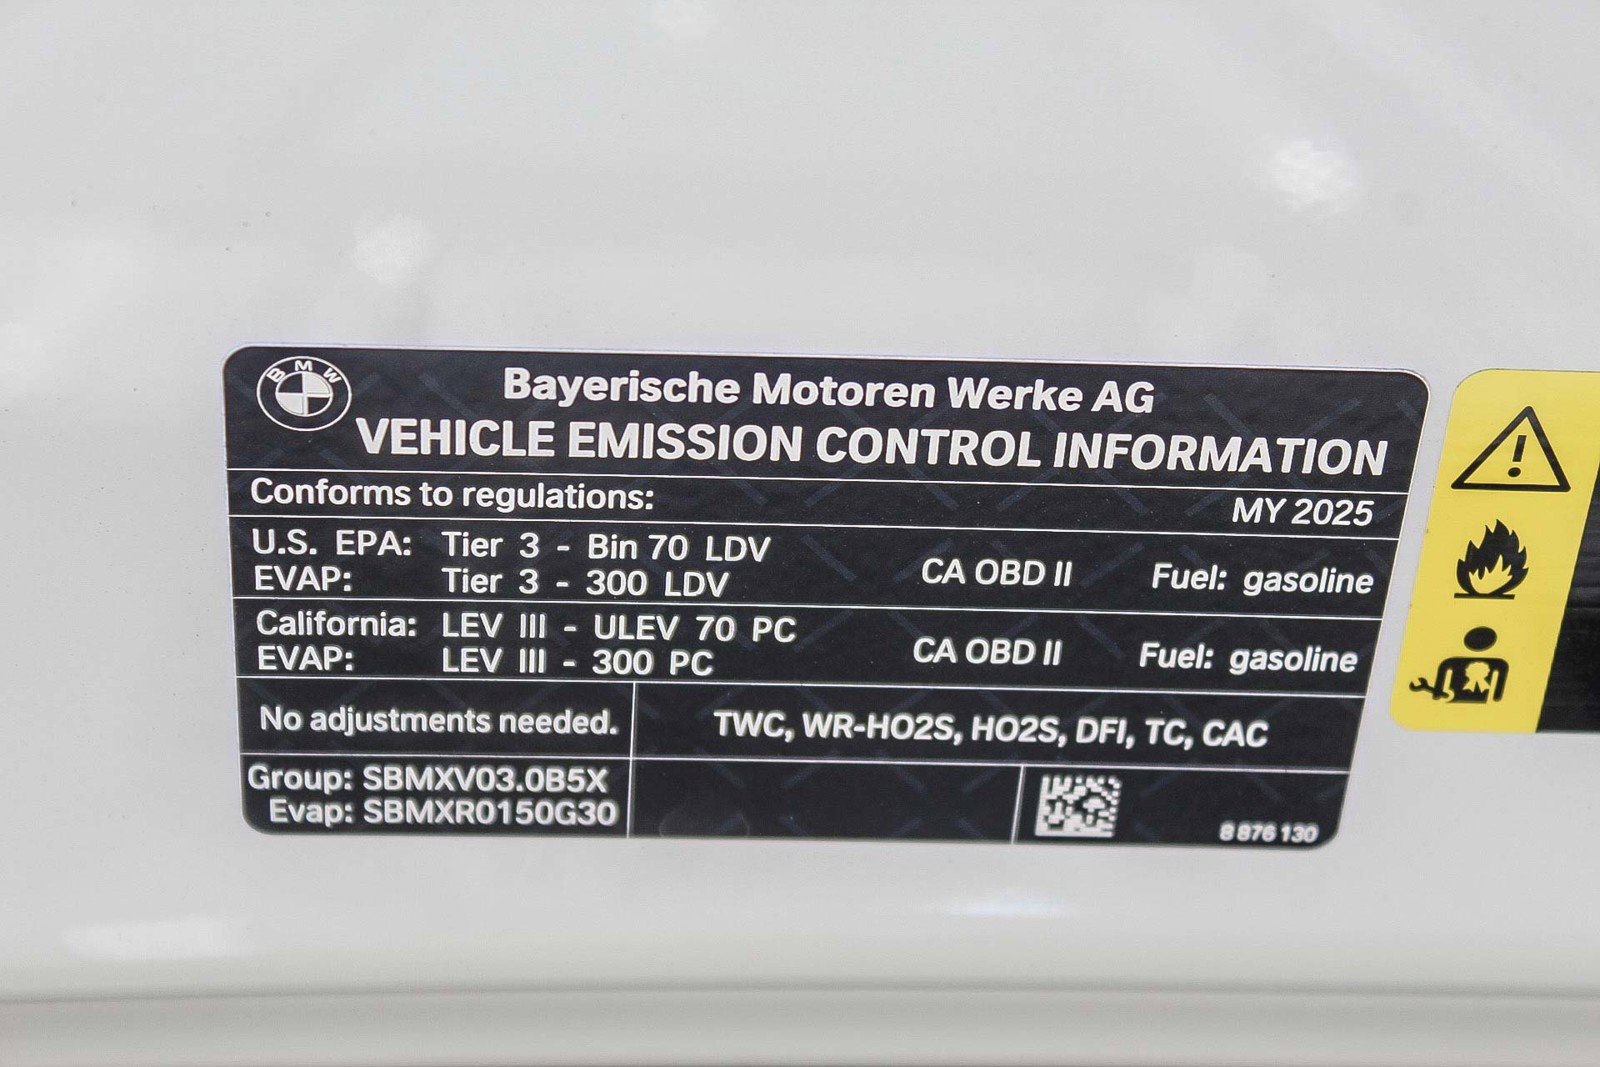 BMW
Bayerische Motoren Werke AG
VEHICLE EMISSION CONTROL INFORMATION
Conforms to regulations:
MY 2025
U.S. EPA: Tier 3 - Bin 70 LDV
EVAP: Tier 3 - 300 LDV
CA OBD II
Fuel: gasoline
California: LEV III - ULEV 70 PC
EVAP: LEV III - 300 PC
CA OBD II
Fuel: gasoline
No adjustments needed.
TWC, WR-HO2S, HO2S, DFI, TC, CAC
Group: SBMXV03.0B5X
Evap: SBMXR0150G30
8 876 130